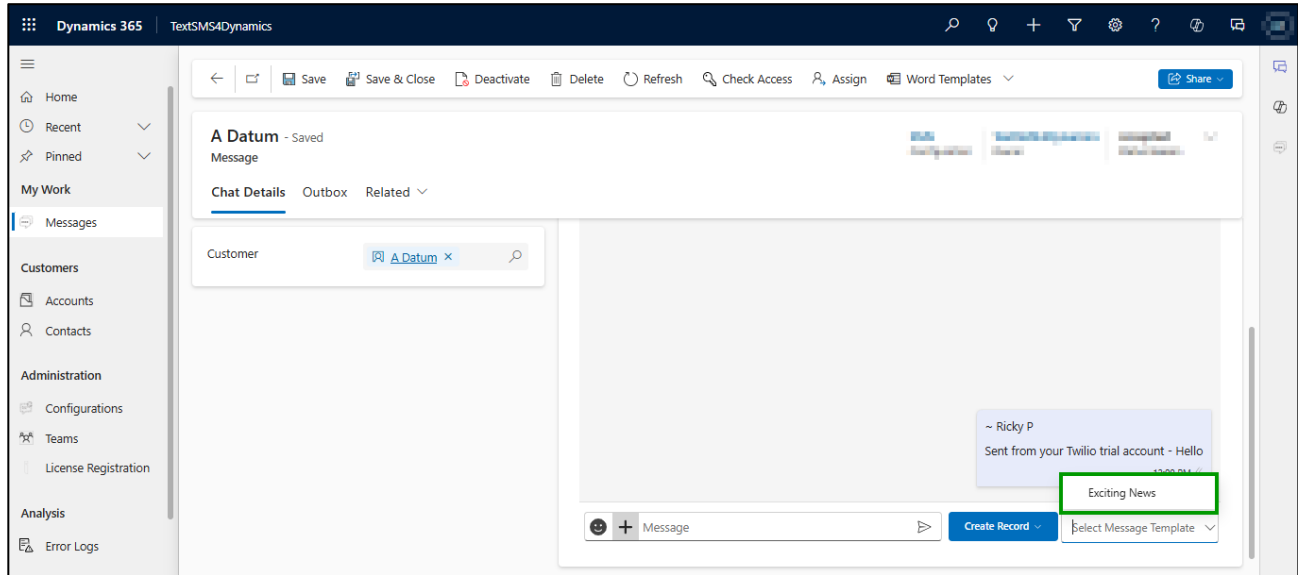 Dynamics 365 TextSMS4Dynamics
Save Save & Close Deactivate Delete Refresh Check Access Assign Word Templates Share
Home
Recent
Pinned
My Work
Messages
Customers
Accounts
Contacts
Administration
Configurations
Teams
License Registration
Analysis
Error Logs
A Datum - Saved
Message
Chat Details Outbox Related
Customer A Datum
~ Ricky P
Sent from your Twilio trial account - Hello
Exciting News
Message Create Record Select Message Template